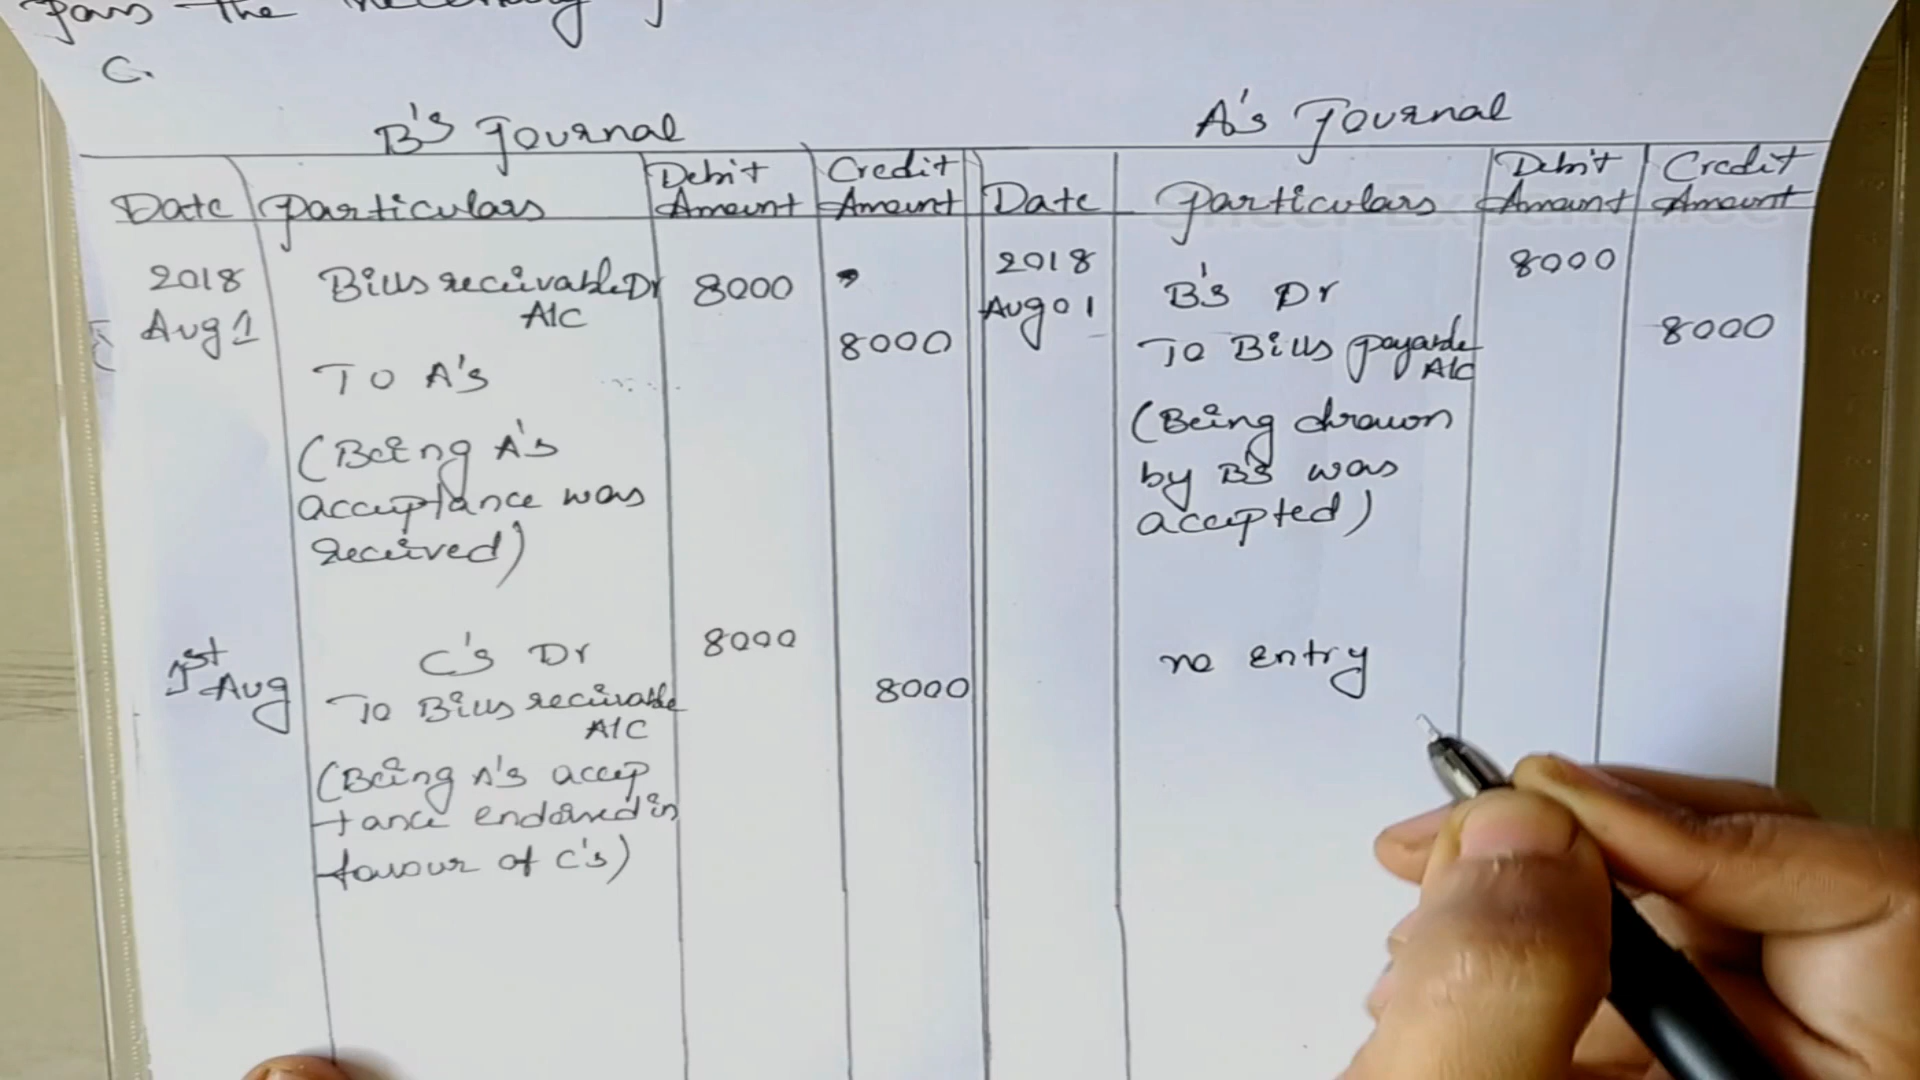 Pass the necessary
C.
B's Journal
Date Particulars Debit Amount Credit Amount
2018 Aug 1 Bills receivable Dr 8000
A/C
To A's 8000
(Being A's
acceptance was
received)
1st Aug C's Dr 8000
To Bills receivable 8000
A/C
(Being A's accep
tance endorsed in
favour of C's)
A's Journal
Date Particulars Debit Amount Credit Amount
2018 Aug 01 B's Dr 8000
To Bills payable 8000
A/C
(Being drawn
by B's was
accepted)
no entry